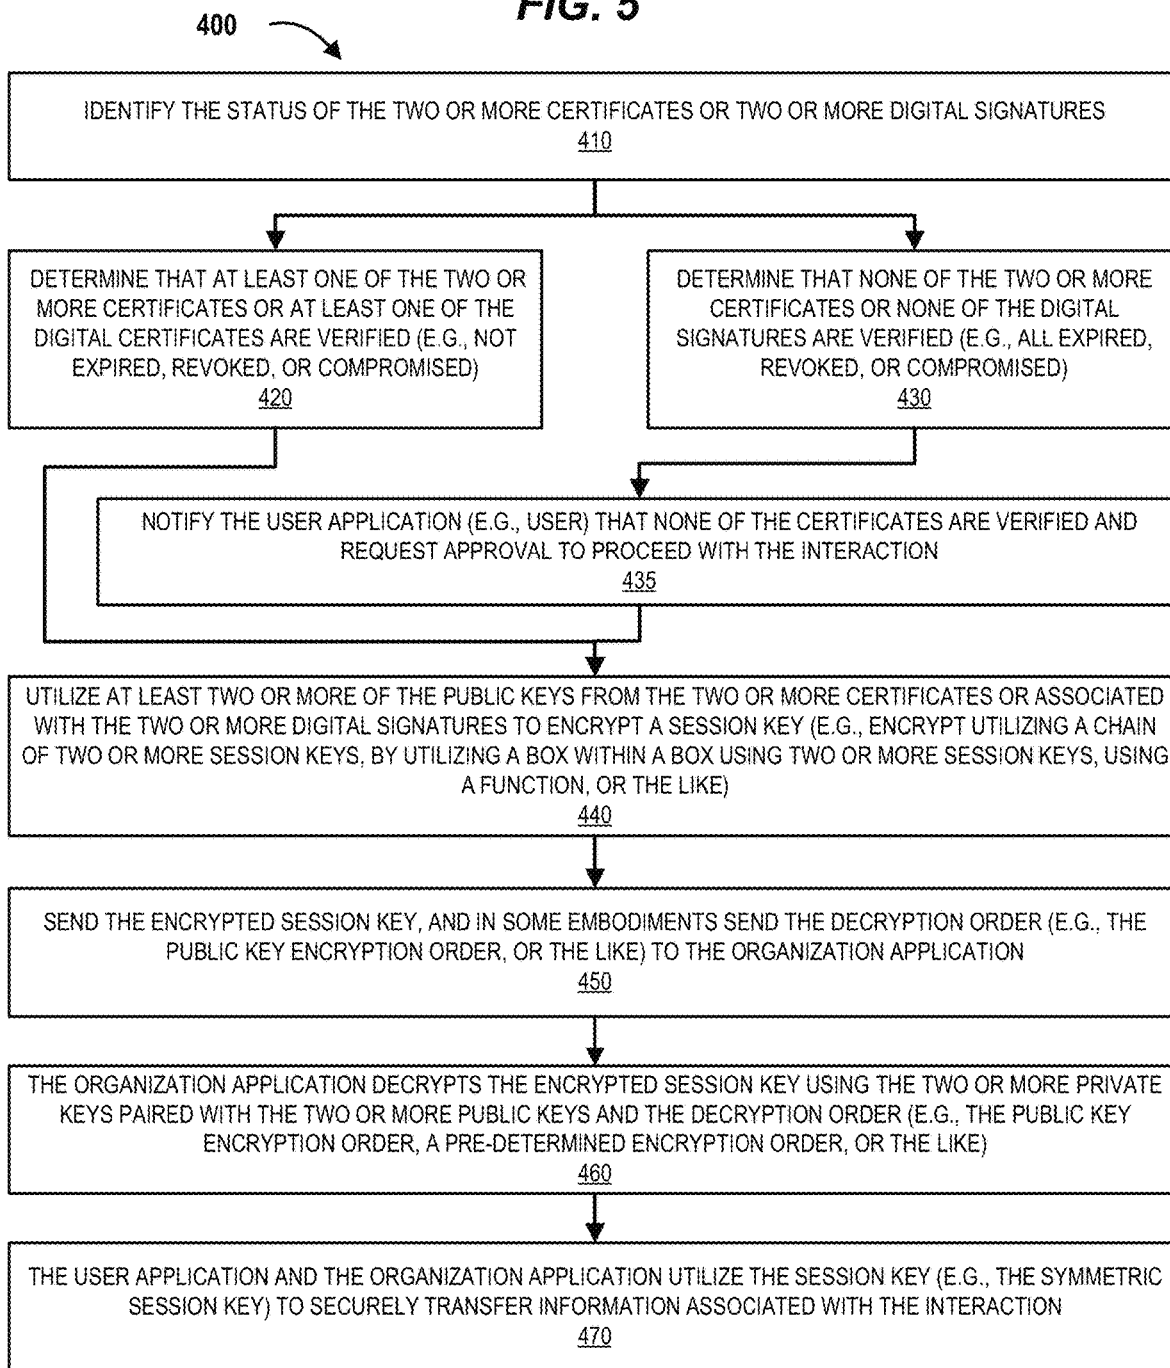 FIG. 5
400
IDENTIFY THE STATUS OF THE TWO OR MORE CERTIFICATES OR TWO OR MORE DIGITAL SIGNATURES
410
DETERMINE THAT AT LEAST ONE OF THE TWO OR
MORE CERTIFICATES OR AT LEAST ONE OF THE
DIGITAL CERTIFICATES ARE VERIFIED (E.G., NOT
EXPIRED, REVOKED, OR COMPROMISED)
420
DETERMINE THAT NONE OF THE TWO OR MORE
CERTIFICATES OR NONE OF THE DIGITAL
SIGNATURES ARE VERIFIED (E.G., ALL EXPIRED,
REVOKED, OR COMPROMISED)
430
NOTIFY THE USER APPLICATION (E.G., USER) THAT NONE OF THE CERTIFICATES ARE VERIFIED AND
REQUEST APPROVAL TO PROCEED WITH THE INTERACTION
435
UTILIZE AT LEAST TWO OR MORE OF THE PUBLIC KEYS FROM THE TWO OR MORE CERTIFICATES OR ASSOCIATED
WITH THE TWO OR MORE DIGITAL SIGNATURES TO ENCRYPT A SESSION KEY (E.G., ENCRYPT UTILIZING A CHAIN
OF TWO OR MORE SESSION KEYS, BY UTILIZING A BOX WITHIN A BOX USING TWO OR MORE SESSION KEYS, USING
A FUNCTION, OR THE LIKE)
440
SEND THE ENCRYPTED SESSION KEY, AND IN SOME EMBODIMENTS SEND THE DECRYPTION ORDER (E.G., THE
PUBLIC KEY ENCRYPTION ORDER, OR THE LIKE) TO THE ORGANIZATION APPLICATION
450
THE ORGANIZATION APPLICATION DECRYPTS THE ENCRYPTED SESSION KEY USING THE TWO OR MORE PRIVATE
KEYS PAIRED WITH THE TWO OR MORE PUBLIC KEYS AND THE DECRYPTION ORDER (E.G., THE PUBLIC KEY
ENCRYPTION ORDER, A PRE-DETERMINED ENCRYPTION ORDER, OR THE LIKE)
460
THE USER APPLICATION AND THE ORGANIZATION APPLICATION UTILIZE THE SESSION KEY (E.G., THE SYMMETRIC
SESSION KEY) TO SECURELY TRANSFER INFORMATION ASSOCIATED WITH THE INTERACTION
470